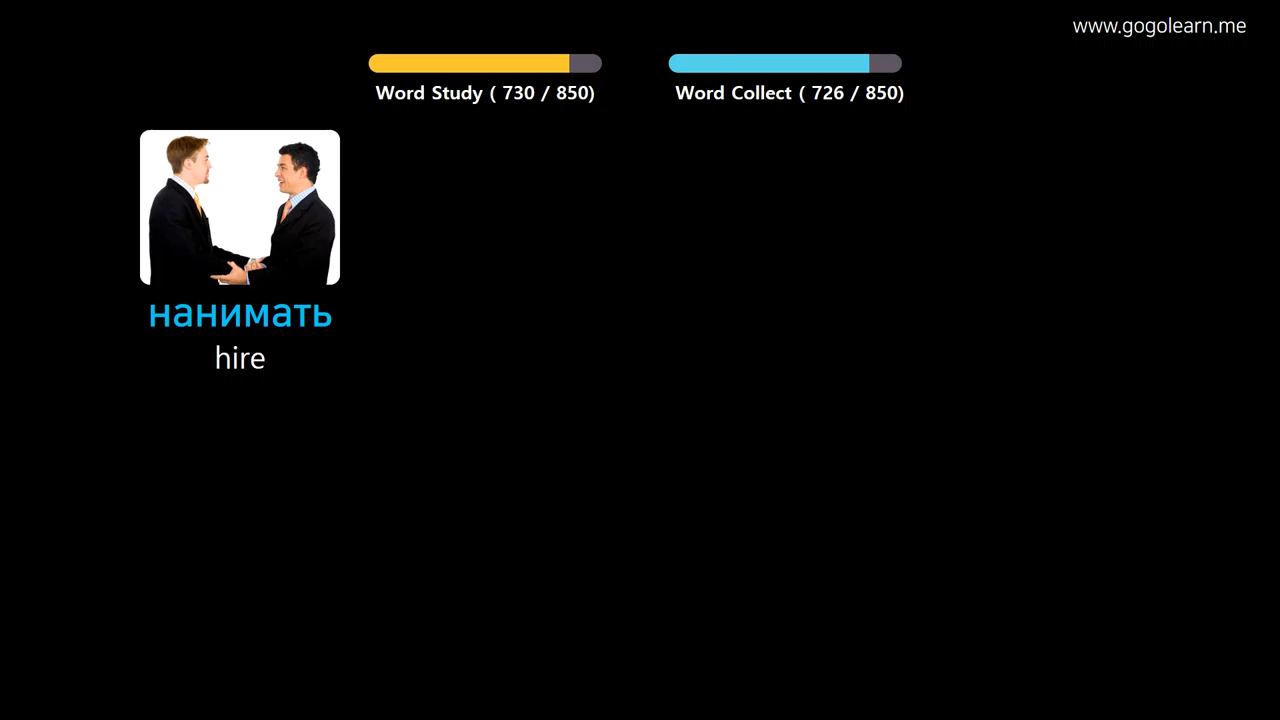 www.gogolearn.me
Word Study ( 730 / 850)
Word Collect ( 726 / 850)
нанимать
hire